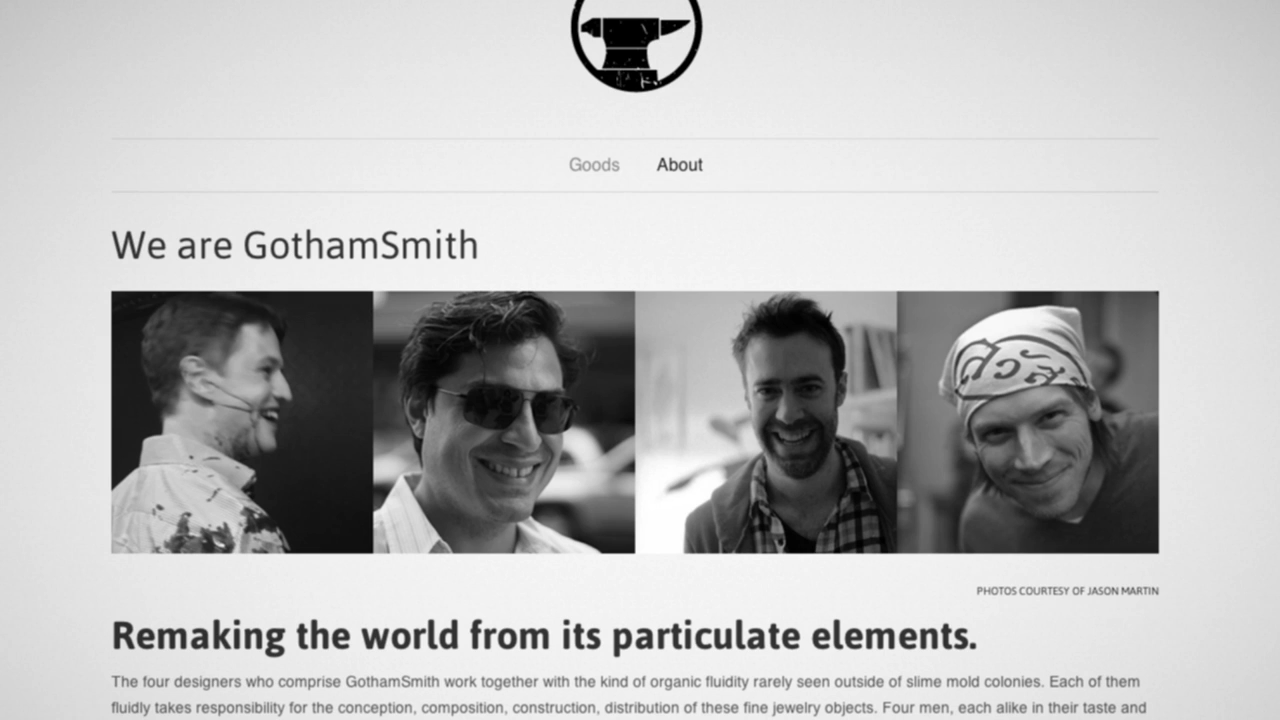 Goods About
We are GothamSmith
PHOTOS COURTESY OF JASON MARTIN
Remaking the world from its particulate elements.
The four designers who comprise GothamSmith work together with the kind of organic fluidity rarely seen outside of slime mold colonies. Each of them
fluidly takes responsibility for the conception, composition, construction, distribution of these fine jewelry objects. Four men, each alike in their taste and